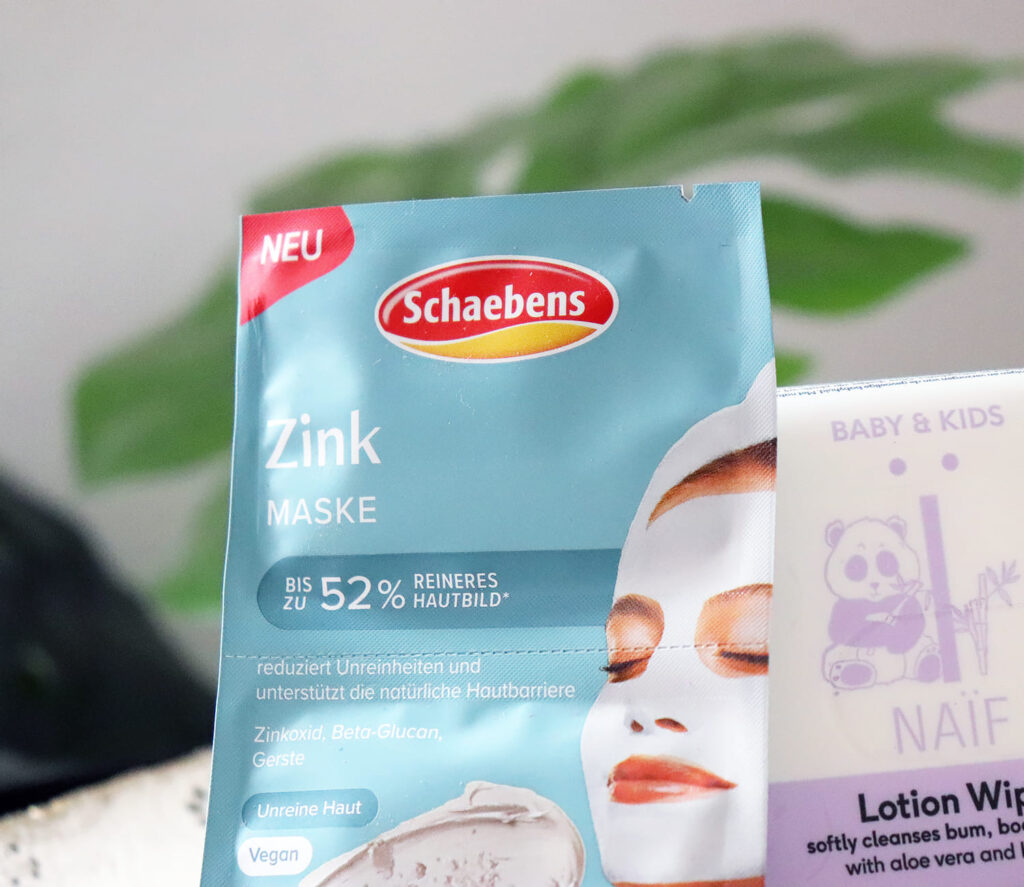 NEU
Schaebens
Zink
MASKE
BIS ZU 52% REINERES HAUTBILD*
reduziert Unreinheiten und
unterstützt die natürliche Hautbarriere
Zinkoxid, Beta-Glucan,
Gerste
Unreine Haut
Vegan
BABY & KIDS
NAÏF
Lotion Wip
softly cleanses bum, bo
with aloe vera and